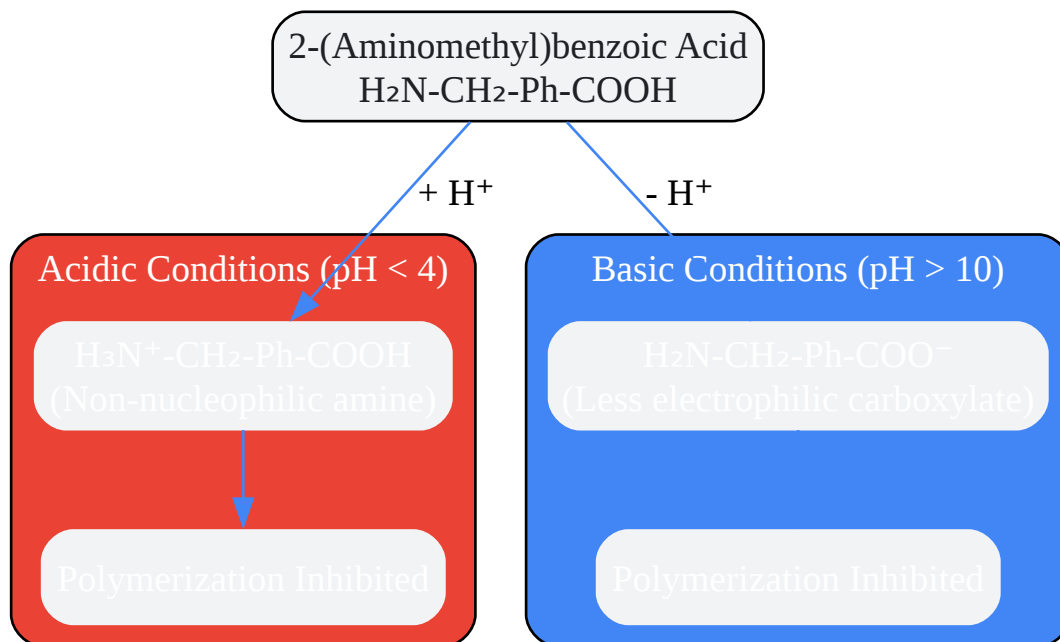 2-(Aminomethyl)benzoic Acid
H₂N-CH₂-Ph-COOH
+ H⁺
- H⁺
Acidic Conditions (pH < 4)
H₃N⁺-CH₂-Ph-COOH
(Non-nucleophilic amine)
Polymerization Inhibited
Basic Conditions (pH > 10)
H₂N-CH₂-Ph-COO⁻
(Less electrophilic carboxylate)
Polymerization Inhibited